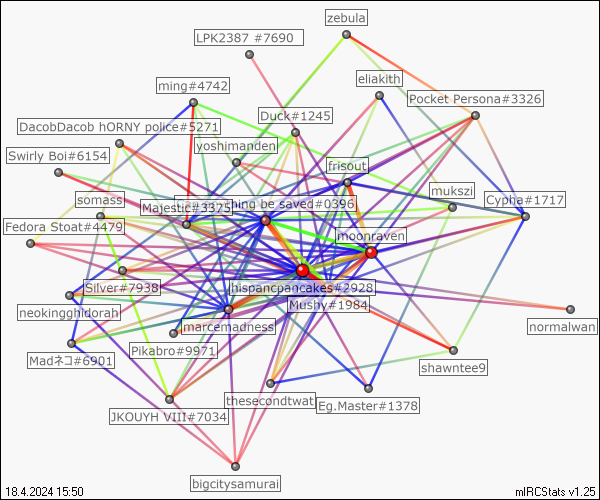 zebula
LPK2387 #7690
eliakith
ming#4742
Pocket Persona#3326
Duck#1245
DacobDacob hORNY police#5271
yoshimanden
Swirly Boi#6154
frisout
mukszi
somass
Cypha#1717
Majestic#3375
hing be saved#0396
Fedora Stoat#4479
moonraven
Silver#7938
hispancpancakes#2928
neokingghidorah
Mushy#1984
marcemadness
normalwan
Pikabro#9971
Madネコ#6901
shawntee9
thesecondtwat
Eg.Master#1378
JKOUYH VIII#7034
bigcitysamurai
18.4.2024 15:50
mIRCStats v1.25